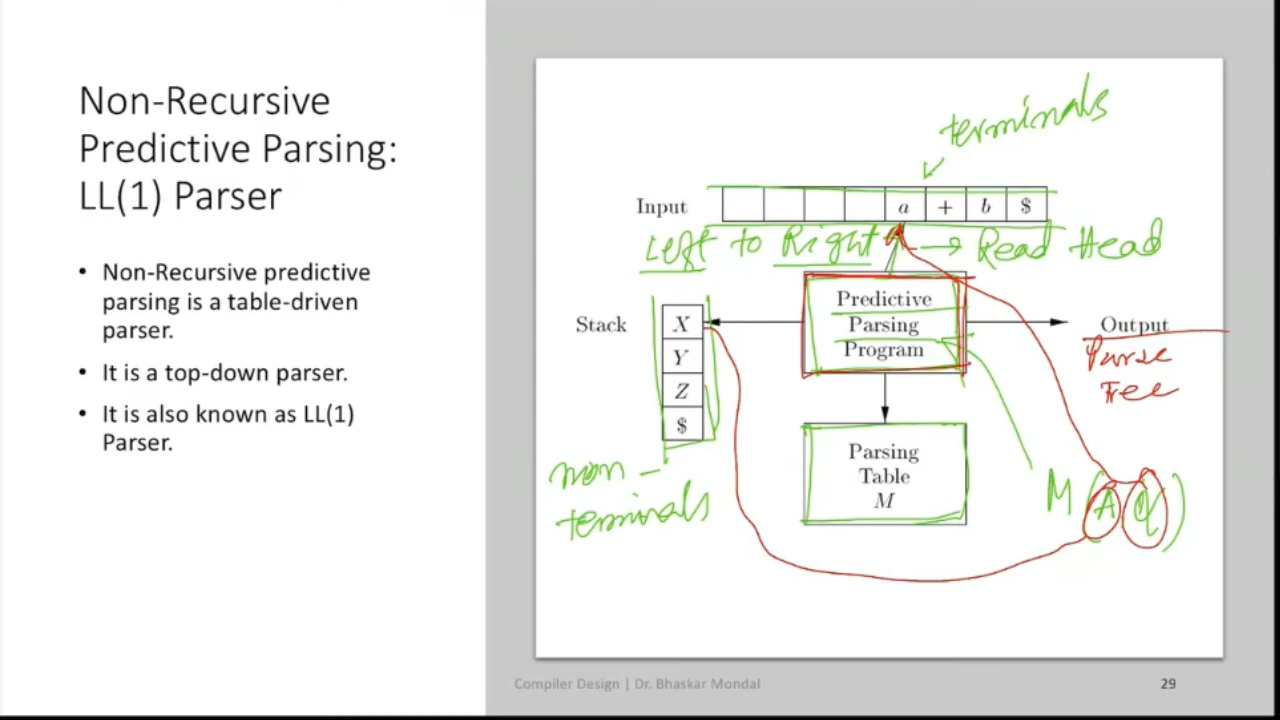 Non-Recursive
Predictive Parsing:
LL(1) Parser
• Non-Recursive predictive
parsing is a table-driven
parser.
• It is a top-down parser.
• It is also known as LL(1)
Parser.
terminals
Input a + b $
Left to Right → Read Head
Stack
X
Y
Z
$
non-
terminals
Predictive
Parsing
Program
Output
Parse
Tree
Parsing
Table
M
M (A, )
Compiler Design | Dr. Bhaskar Mondal
29